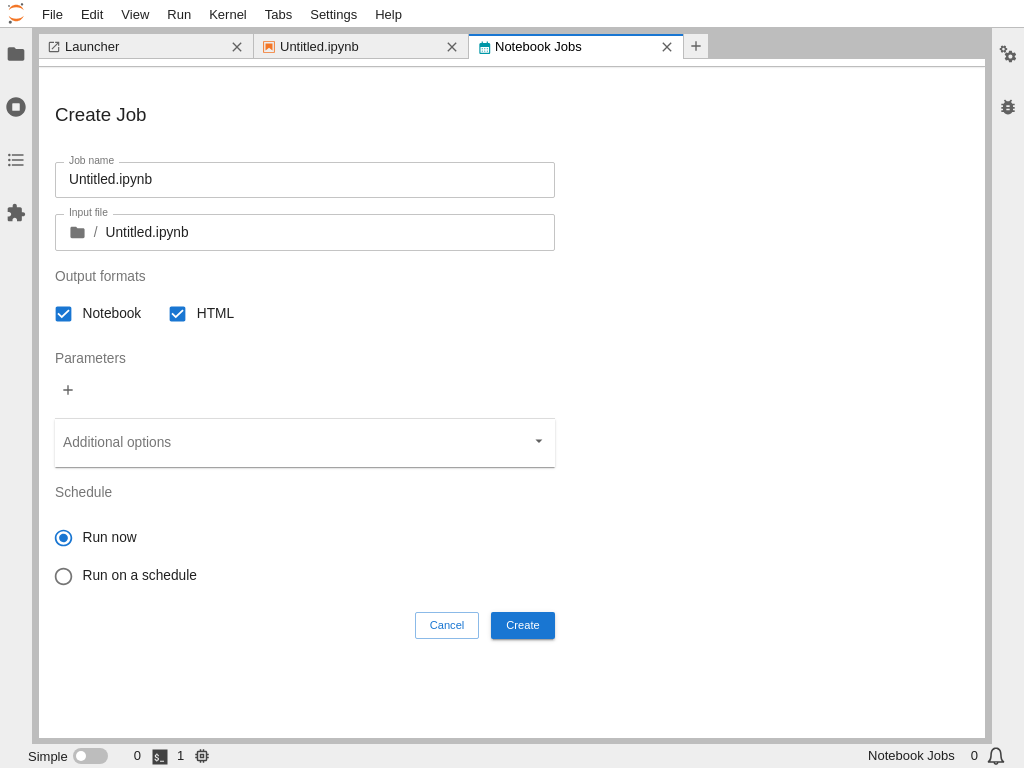 File Edit View Run Kernel Tabs Settings Help
Launcher Untitled.ipynb Notebook Jobs
Create Job
Job name
Untitled.ipynb
Input file
/ Untitled.ipynb
Output formats
Notebook HTML
Parameters
Additional options
Schedule
Run now
Run on a schedule
Cancel Create
Simple 0 $_ 1 Notebook Jobs 0